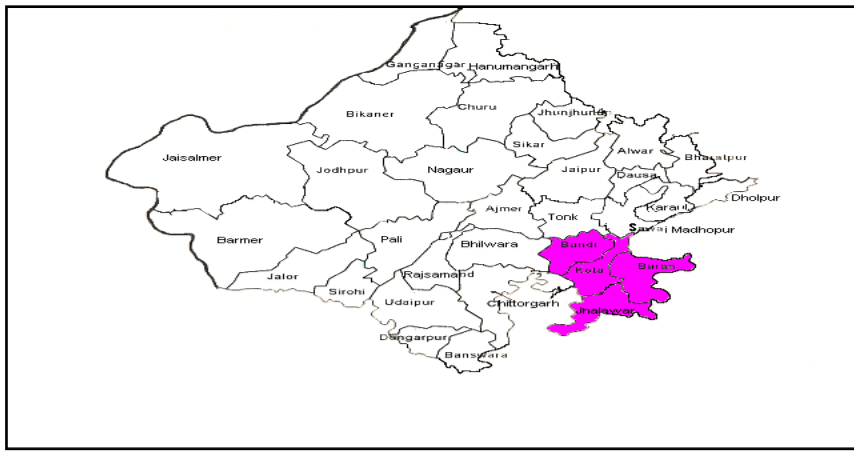 Ganganagar Hanumangarh
Bikaner
Churu
Jhunjhunu
Sikar
Alwar
Bharatpur
Jaisalmer
Jodhpur
Nagaur
Jaipur
Dausa
Dholpur
Karauli
Ajmer
Tonk
Sawai Madhopur
Barmer
Pali
Bhilwara
Bundi
Jalor
Kota
Baran
Sirohi
Rajsamand
Udaipur
Chittorgarh
Jhalawar
Dungarpur
Banswara